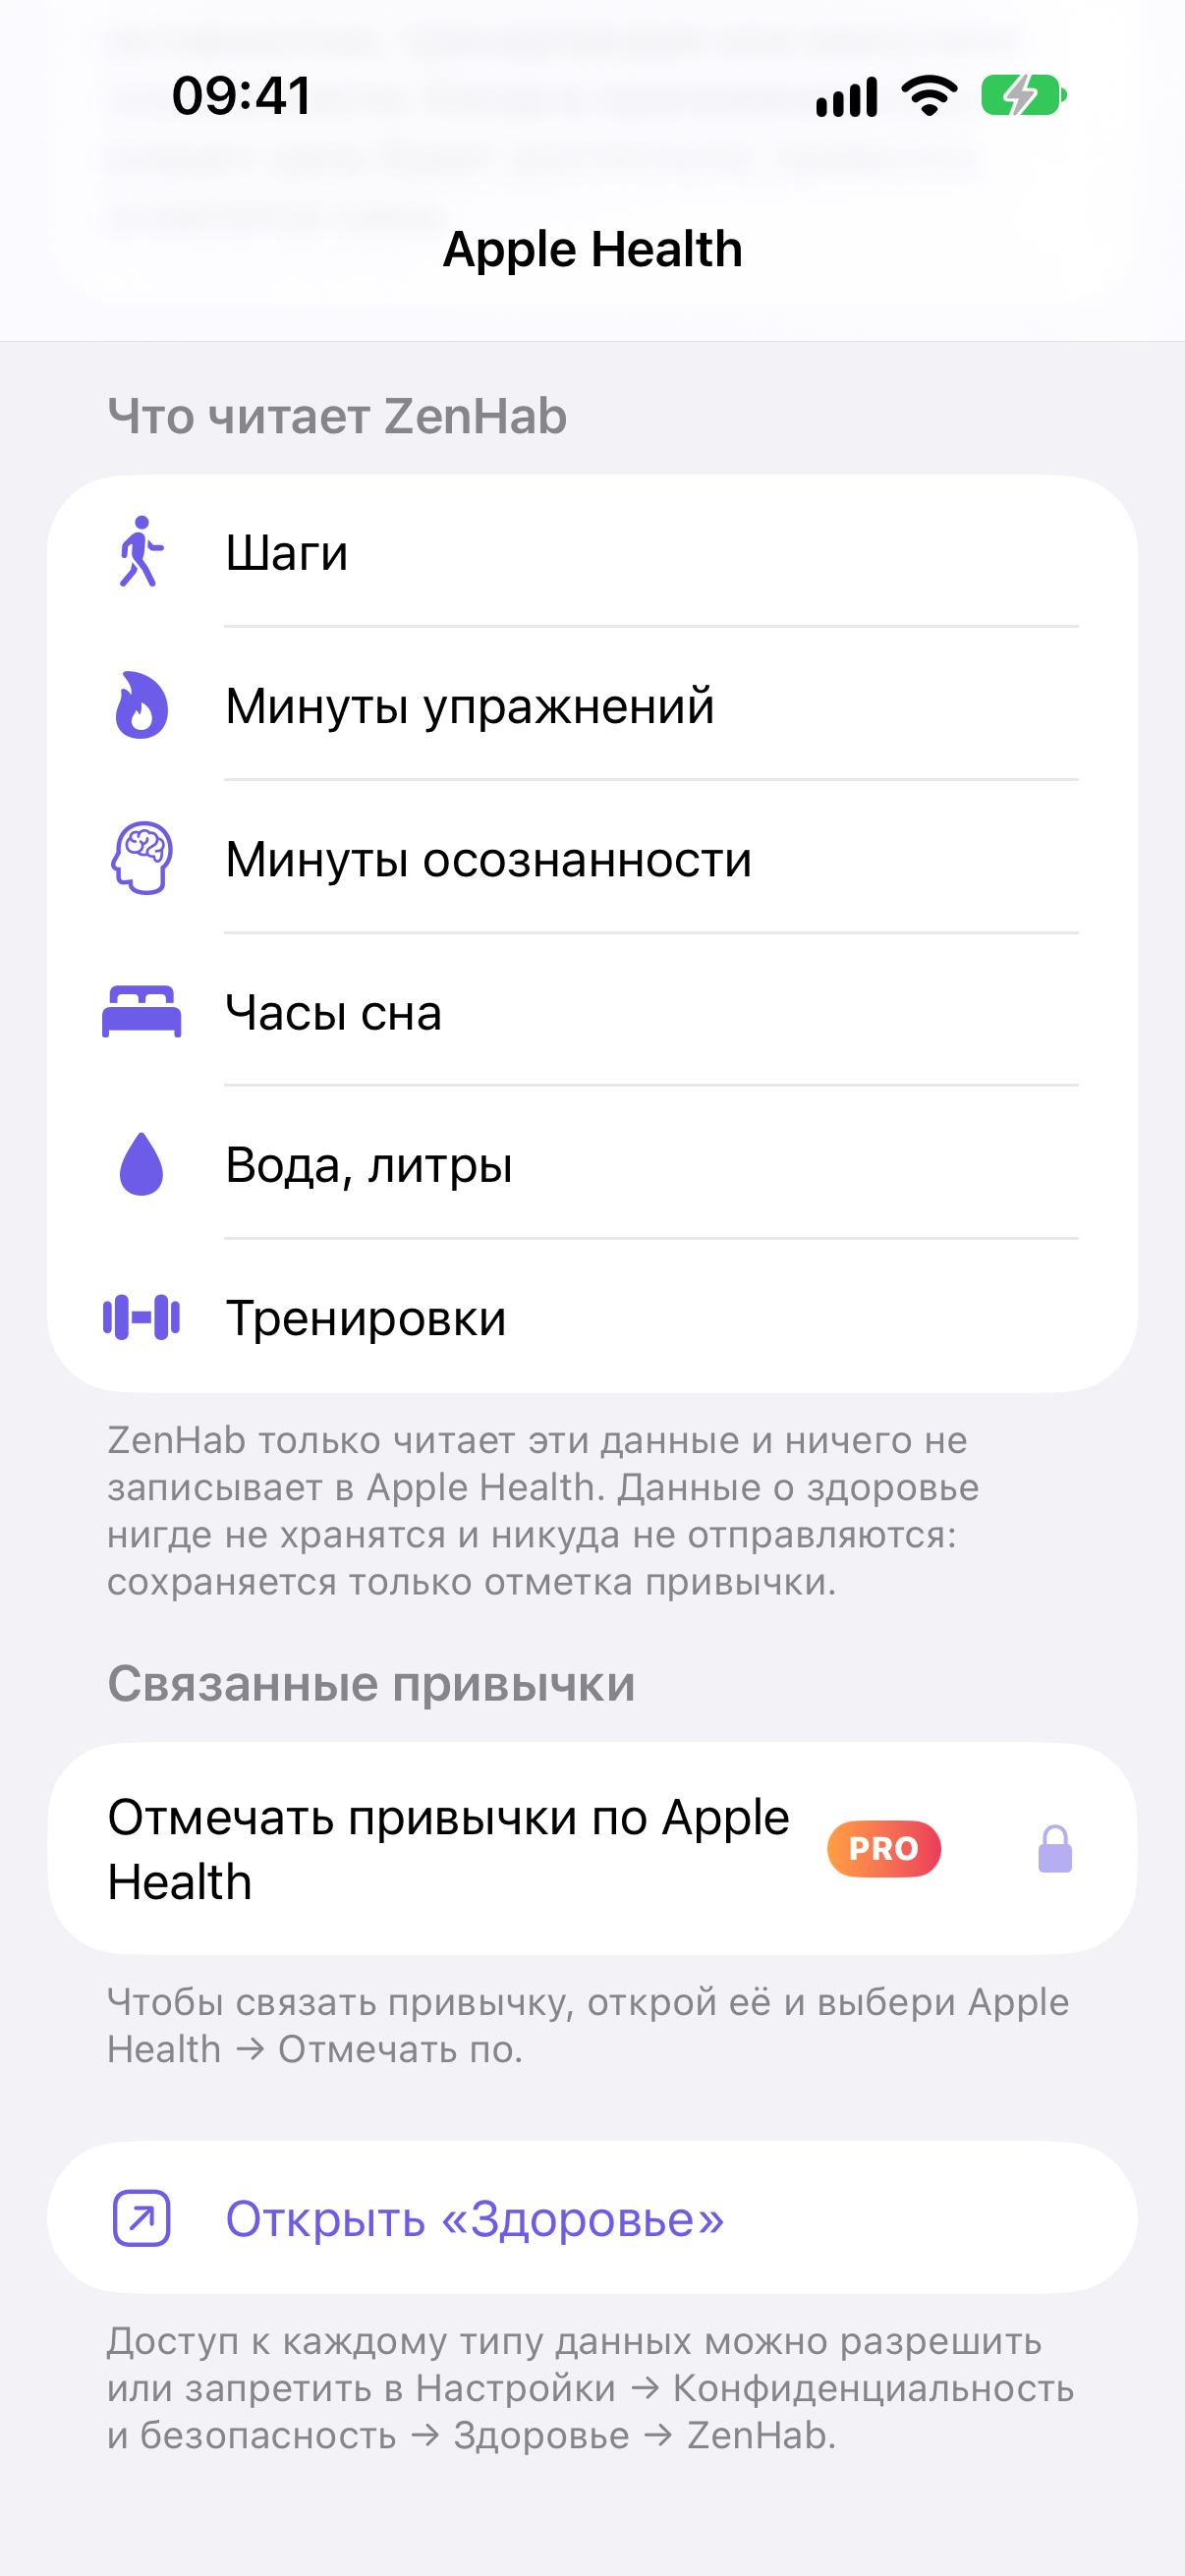 09:41
Apple Health
Что читает ZenHab
Шаги
Минуты упражнений
Минуты осознанности
Часы сна
Вода, литры
Тренировки
ZenHab только читает эти данные и ничего не
записывает в Apple Health. Данные о здоровье
нигде не хранятся и никуда не отправляются:
сохраняется только отметка привычки.
Связанные привычки
Отмечать привычки по Apple
Health
PRO
Чтобы связать привычку, открой её и выбери Apple
Health → Отмечать по.
Открыть «Здоровье»
Доступ к каждому типу данных можно разрешить
или запретить в Настройки → Конфиденциальность
и безопасность → Здоровье → ZenHab.